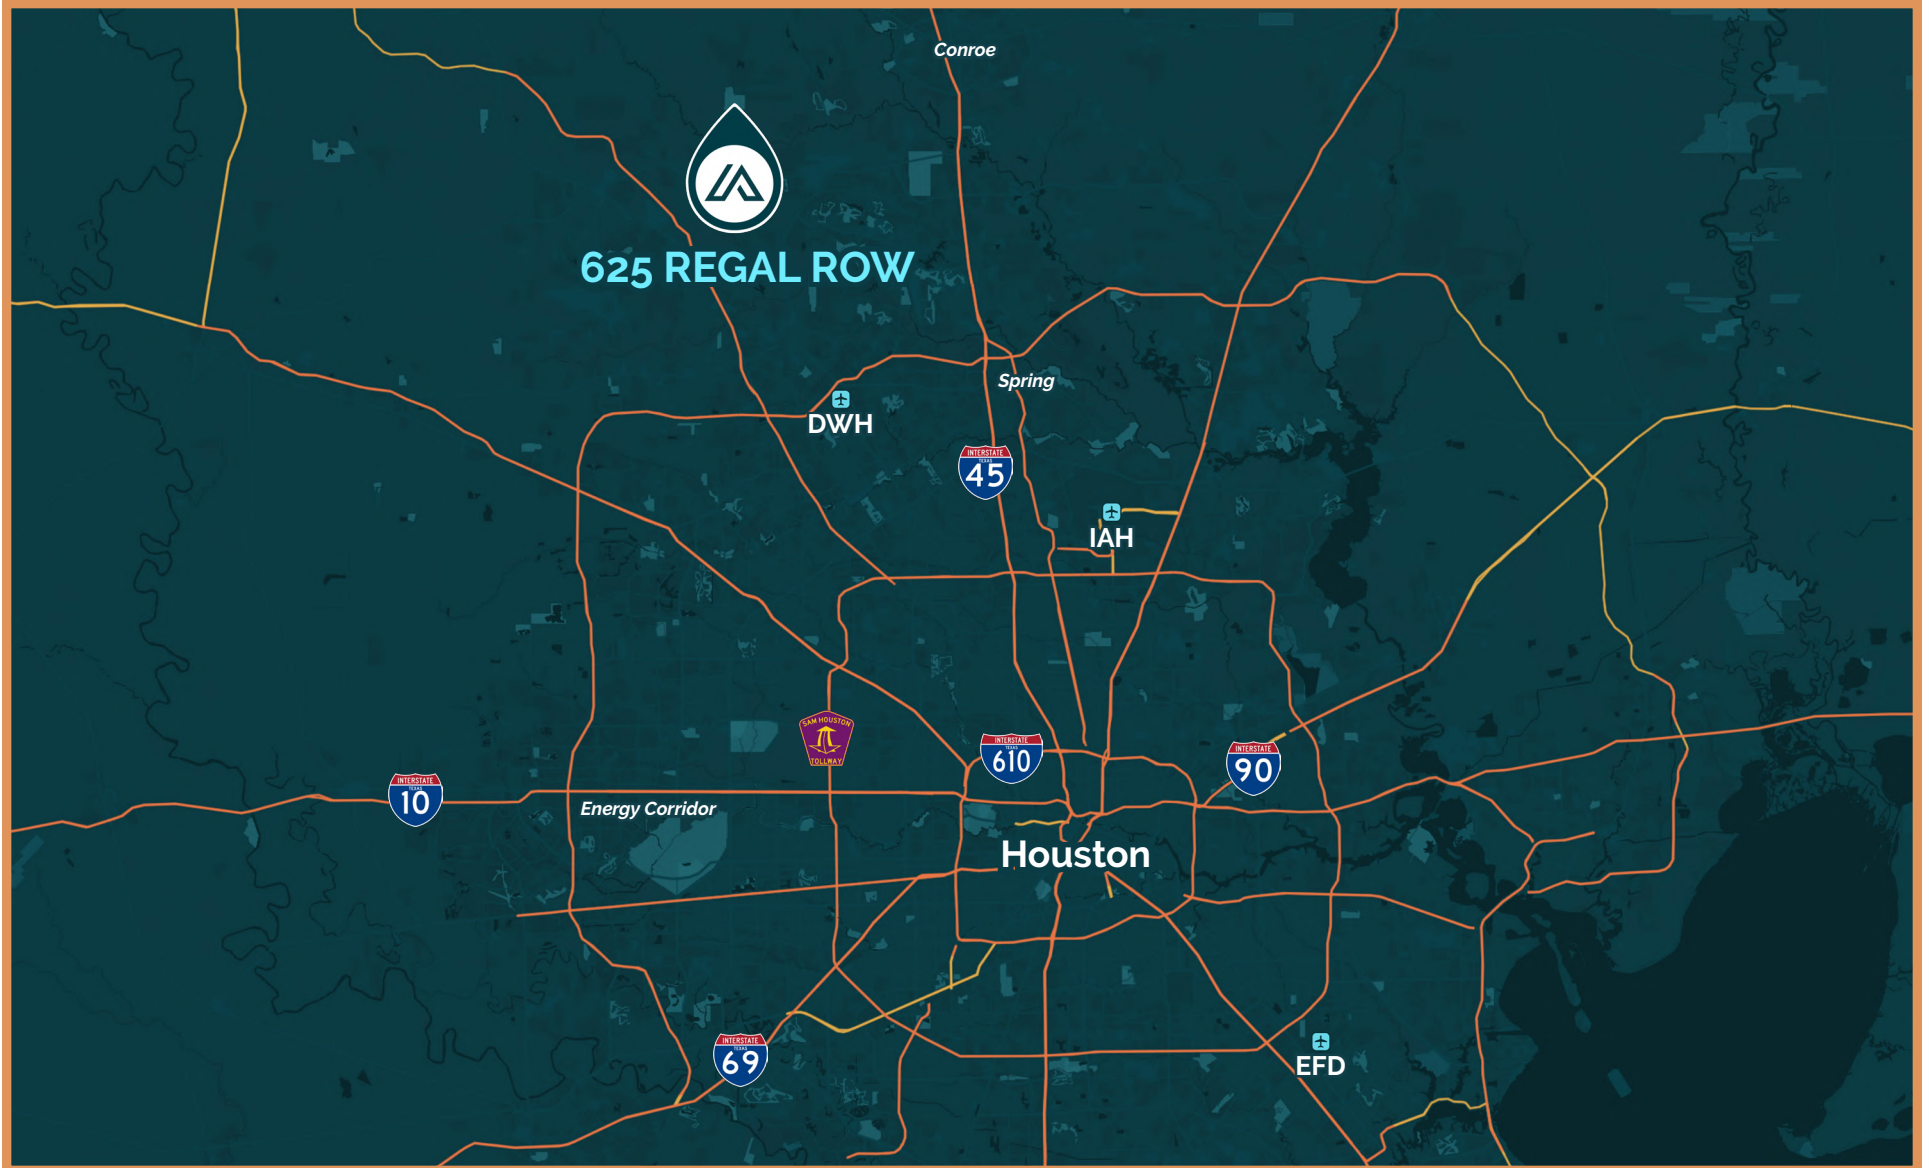 Conroe
625 REGAL ROW
Spring
DWH
INTERSTATE
TEXAS
45
IAH
SAM HOUSTON
TOLLWAY
INTERSTATE
TEXAS
610
INTERSTATE
TEXAS
90
INTERSTATE
TEXAS
10
Energy Corridor
Houston
INTERSTATE
TEXAS
69
EFD